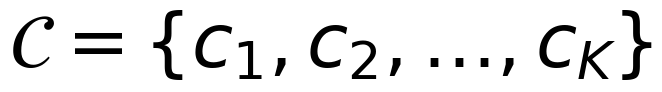 𝒞 = {c₁, c₂, ..., c_K}